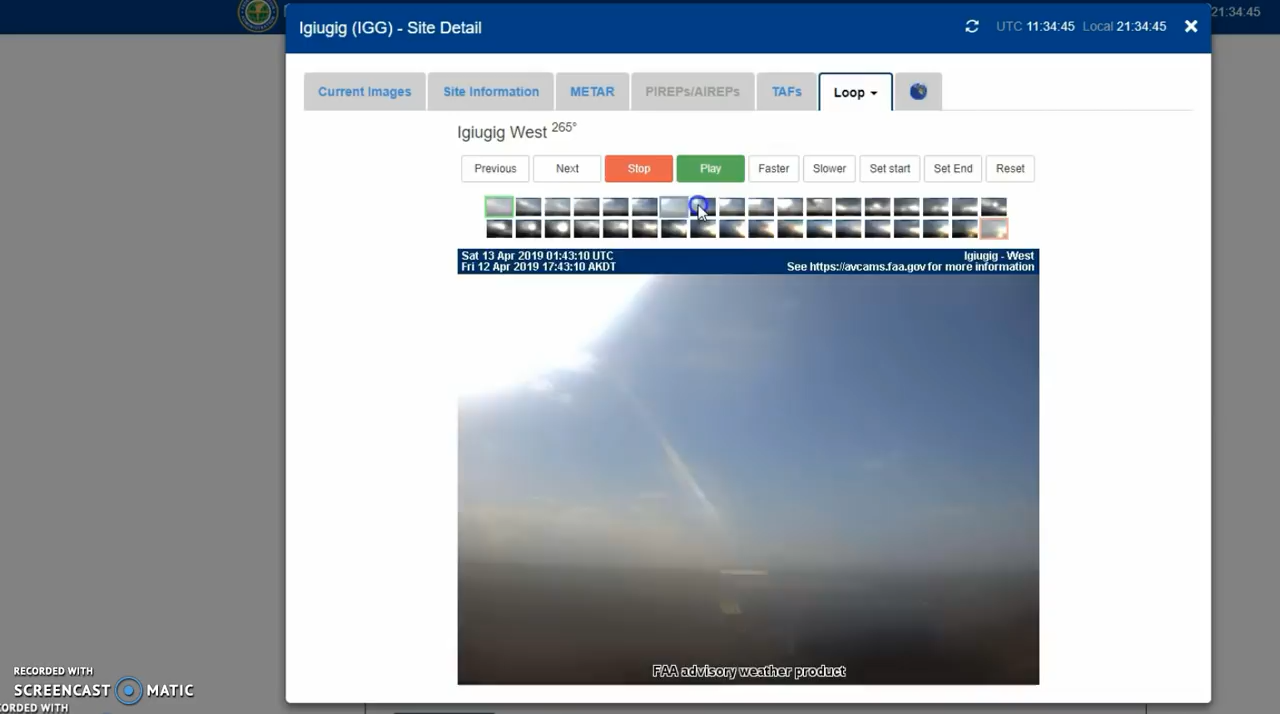 Igiugig (IGG) - Site Detail
UTC 11:34:45 Local 21:34:45
21:34:45
Current Images
Site Information
METAR
PIREPs/AIREPs
TAFs
Loop
Igiugig West 265°
Previous
Next
Stop
Play
Faster
Slower
Set start
Set End
Reset
Sat 13 Apr 2019 01:43:10 UTC
Igiugig - West
Fri 12 Apr 2019 17:43:10 AKDT
See https://avcams.faa.gov for more information
FAA advisory weather product
RECORDED WITH
SCREENCAST MATIC
CORDED WITH